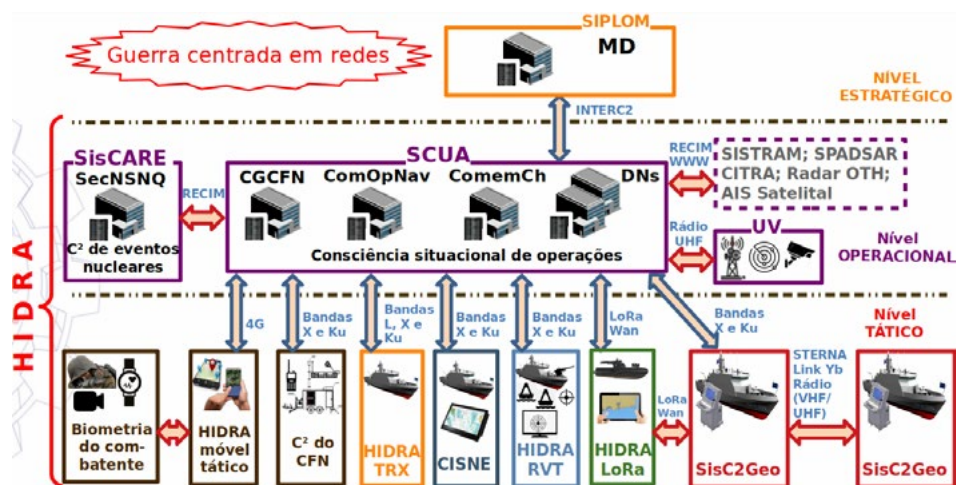 Guerra centrada em redes
SIPLOM
MD
NÍVEL
ESTRATÉGICO
INTERC2
HIDRA
SisCARE
SecNSNQ
C² de eventos
nucleares
RECIM
SCUA
CGCFN
ComOpNav
ComemCh
DNs
Consciência situacional de operações
RECIM
WWW
SISTRAM; SPADSAR
CITRA; Radar OTH;
AIS Satelital
Rádio
UHF
UV
Nível
OPERACIONAL
4G
Bandas
X e Ku
Bandas
L, X e
Ku
Bandas
X e Ku
Bandas
X e Ku
LoRa
Wan
Bandas
X e Ku
Nível
TÁTICO
Biometria
do com-
batente
HIDRA
móvel
tático
C² do
CFN
HIDRA
TRX
CISNE
HIDRA
RVT
HIDRA
LoRa
LoRa
Wan
SisC2Geo
STERNA
Link Yb
Rádio
(VHF/
UHF)
SisC2Geo